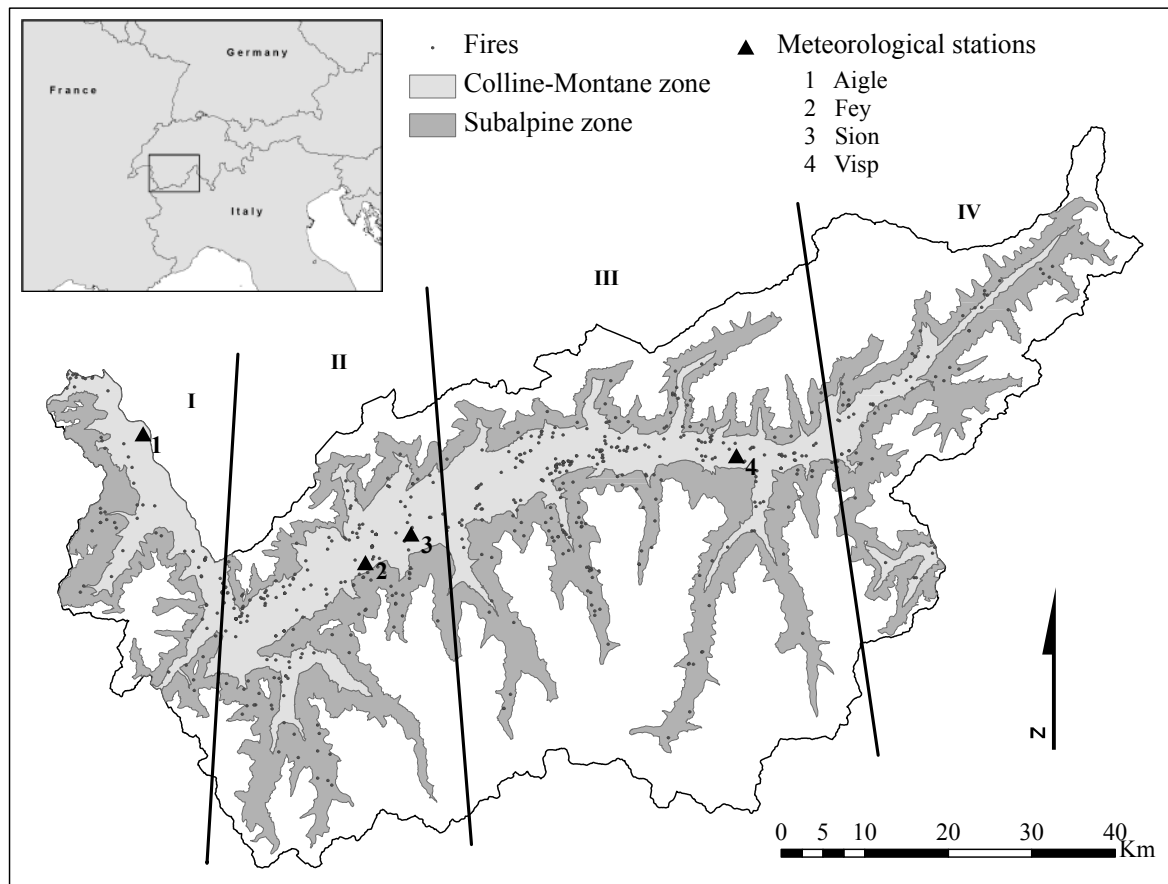 Germany
France
Italy
Fires
Colline-Montane zone
Subalpine zone
Meteorological stations
1 Aigle
2 Fey
3 Sion
4 Visp
I
II
III
IV
1
2
3
4
N
0 5 10 20 30 40
Km